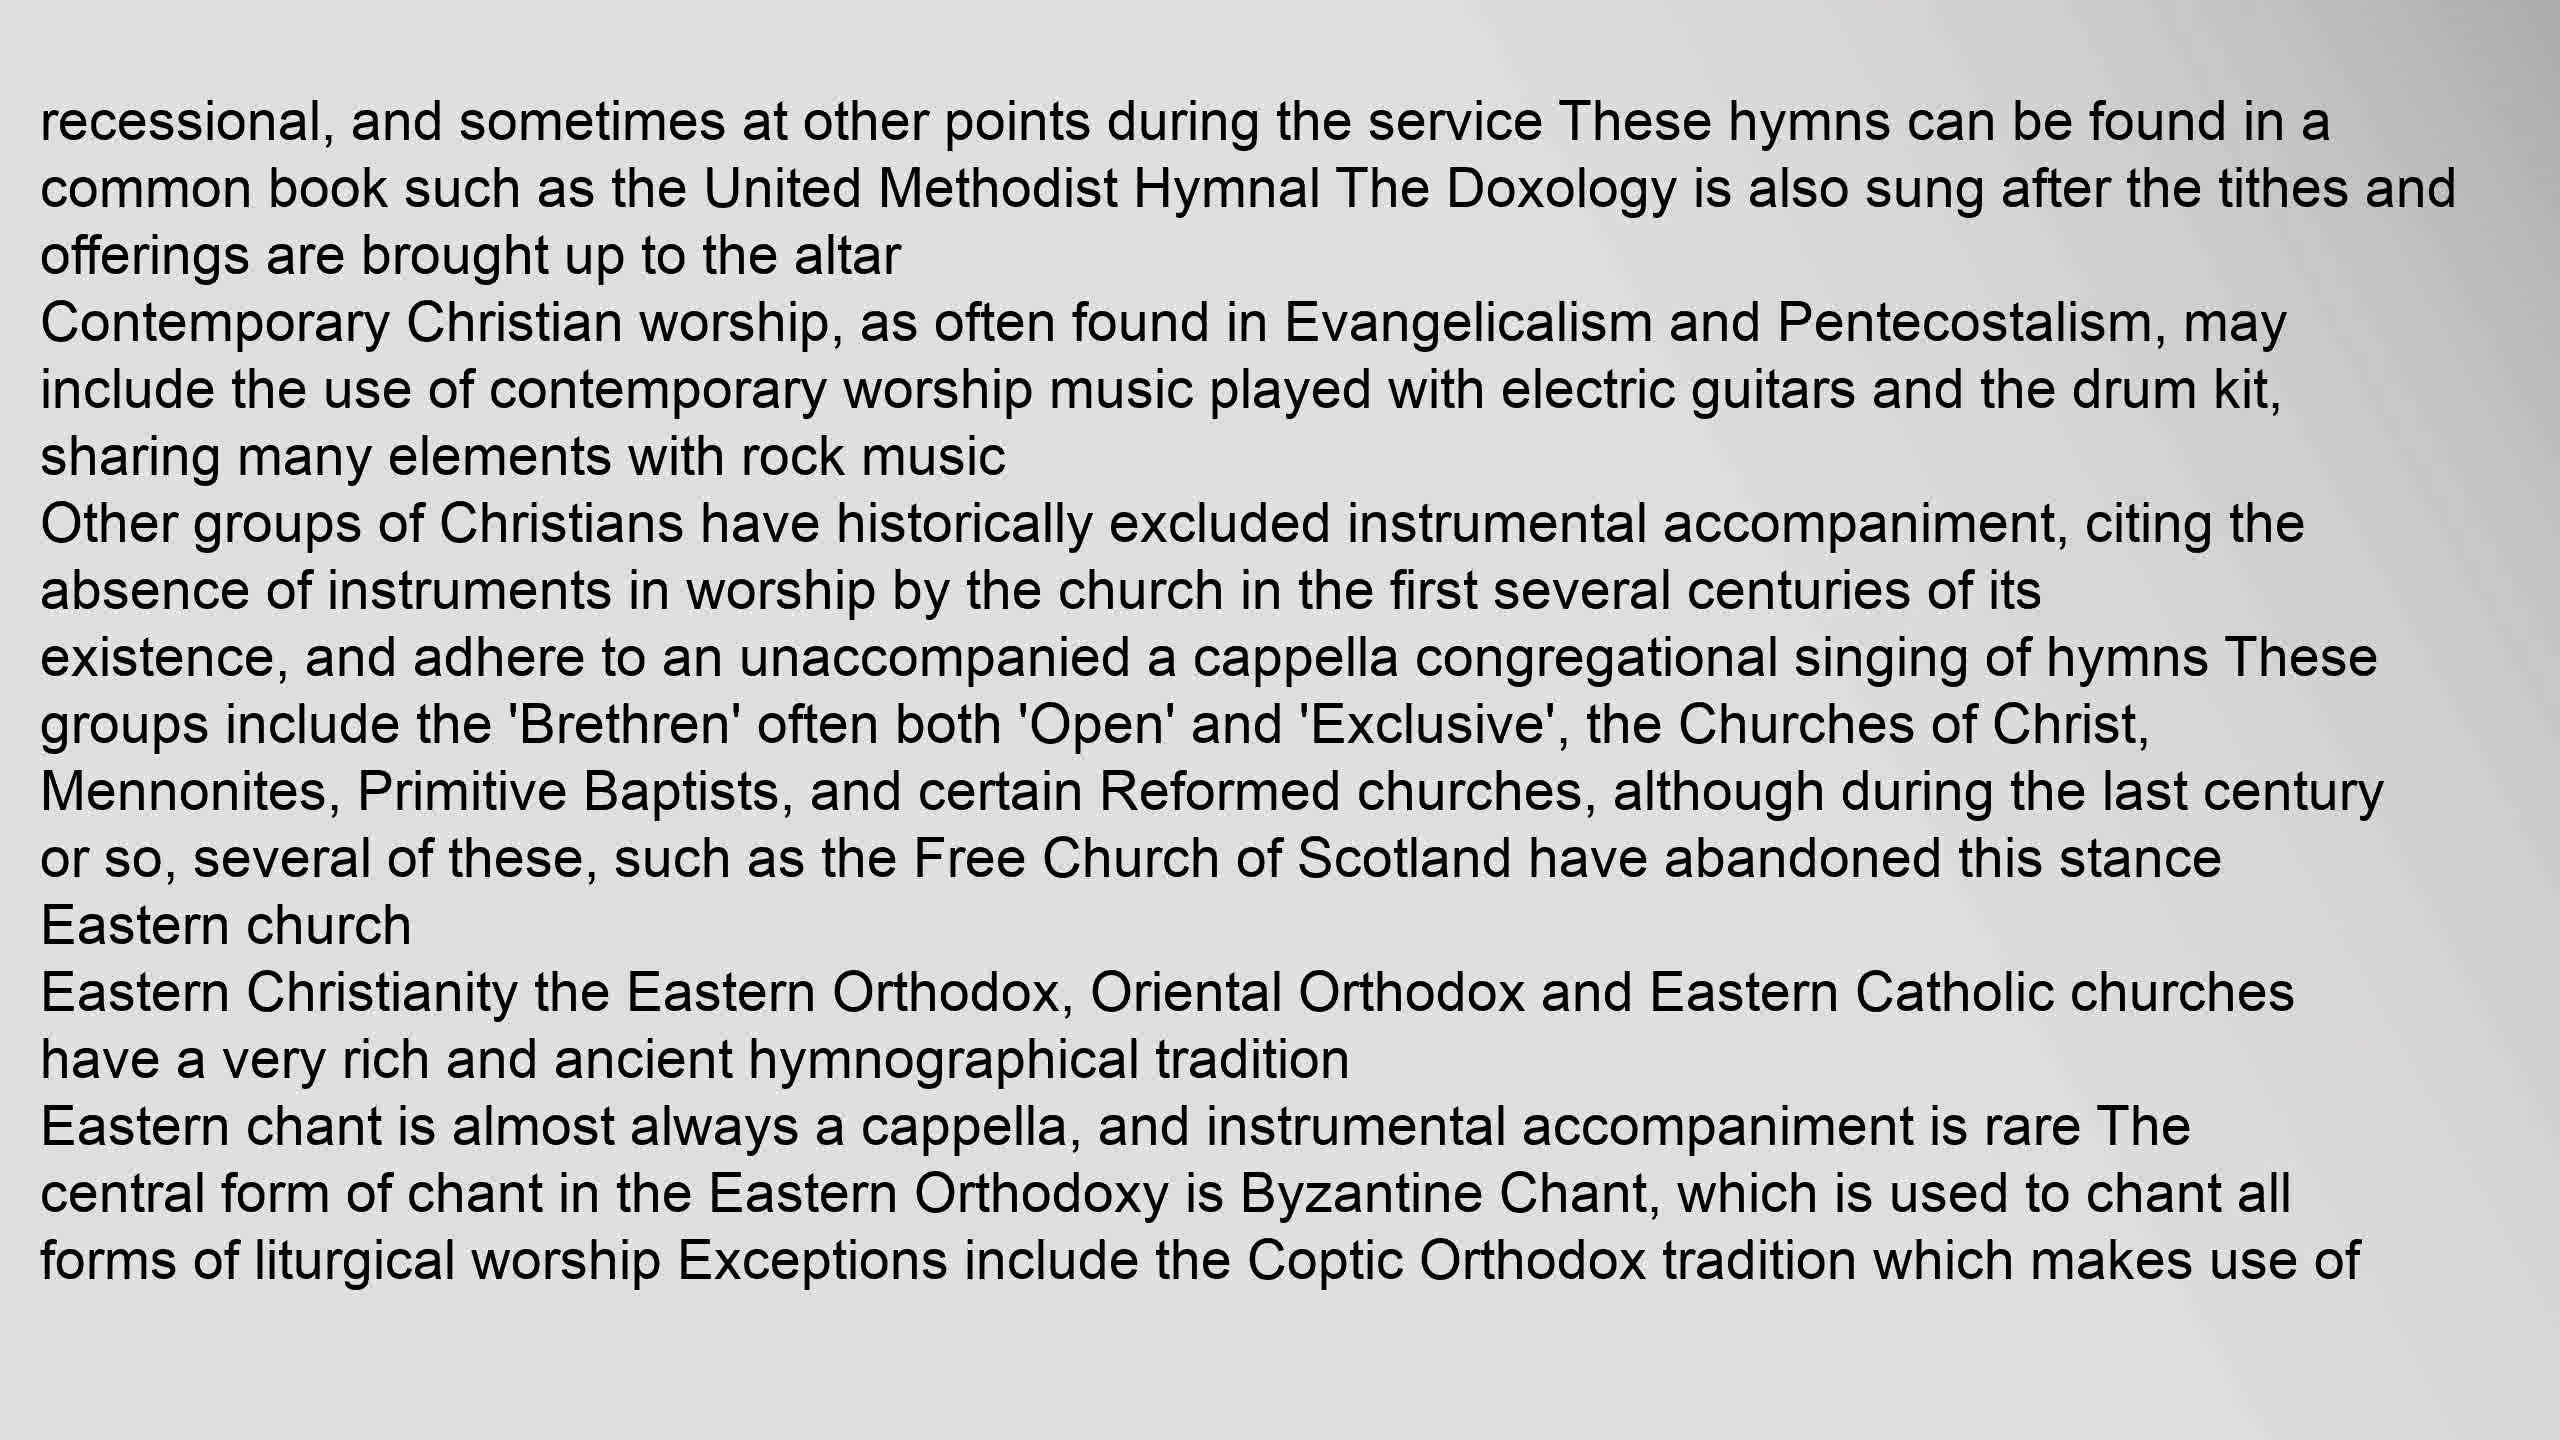 recessional, and sometimes at other points during the service These hymns can be found in a
common book such as the United Methodist Hymnal The Doxology is also sung after the tithes and
offerings are brought up to the altar
Contemporary Christian worship, as often found in Evangelicalism and Pentecostalism, may
include the use of contemporary worship music played with electric guitars and the drum kit,
sharing many elements with rock music
Other groups of Christians have historically excluded instrumental accompaniment, citing the
absence of instruments in worship by the church in the first several centuries of its
existence, and adhere to an unaccompanied a cappella congregational singing of hymns These
groups include the 'Brethren' often both 'Open' and 'Exclusive', the Churches of Christ,
Mennonites, Primitive Baptists, and certain Reformed churches, although during the last century
or so, several of these, such as the Free Church of Scotland have abandoned this stance
Eastern church
Eastern Christianity the Eastern Orthodox, Oriental Orthodox and Eastern Catholic churches
have a very rich and ancient hymnographical tradition
Eastern chant is almost always a cappella, and instrumental accompaniment is rare The
central form of chant in the Eastern Orthodoxy is Byzantine Chant, which is used to chant all
forms of liturgical worship Exceptions include the Coptic Orthodox tradition which makes use of